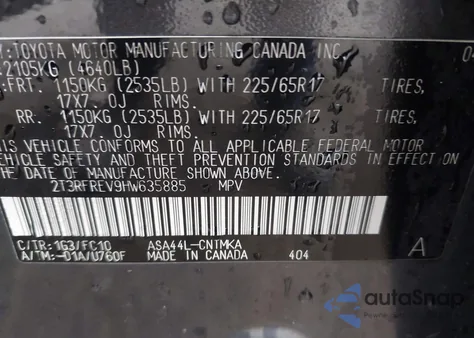 TOYOTA MOTOR MANUFACTURING CANADA INC.
2105KG (4640LB)
FRT. 1150KG (2535LB) WITH 225/65R17 TIRES,
17X7.0J RIMS.
RR. 1150KG (2535LB) WITH 225/65R17 TIRES,
17X7.0J RIMS.
THIS VEHICLE CONFORMS TO ALL APPLICABLE FEDERAL MOTOR
VEHICLE SAFETY AND THEFT PREVENTION STANDARDS IN EFFECT ON
DATE OF MANUFACTURE SHOWN ABOVE.
2T3RFREV9HW635885 MPV
C/TR:1G3/FC10 ASA44L-CNTMKA A
A/TM:-01A/U760F MADE IN CANADA 404
autoSnap